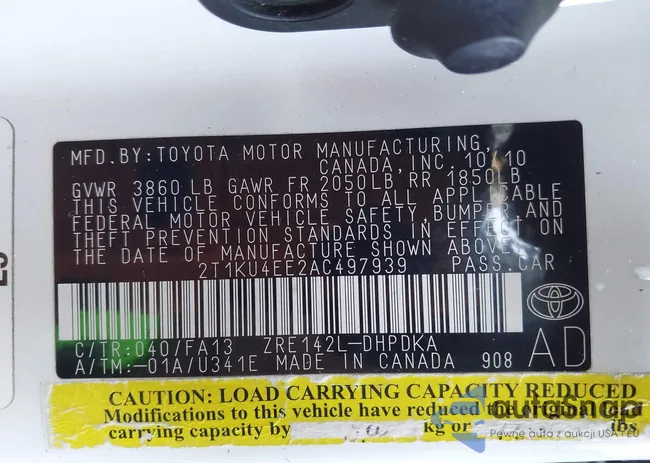 MFD. BY: TOYOTA MOTOR MANUFACTURING,
CANADA, INC. 10/10
GVWR 3860 LB GAWR FR 2050LB RR 1850LB
THIS VEHICLE CONFORMS TO ALL APPLICABLE
FEDERAL MOTOR VEHICLE SAFETY, BUMPER, AND
THEFT PREVENTION STANDARDS IN EFFECT ON
THE DATE OF MANUFACTURE SHOWN ABOVE.
2T1KU4EE2AC497939 PASS. CAR
C/TR: 040/FA13 ZRE142L-DHPDKA
A/TM: -01A/U341E MADE IN CANADA 908 AD
CAUTION: LOAD CARRYING CAPACITY REDUCED
Modifications to this vehicle have reduced the original load
carrying capacity by kg or lbs
autoSnap
Pewne auta z aukcji USA i EU